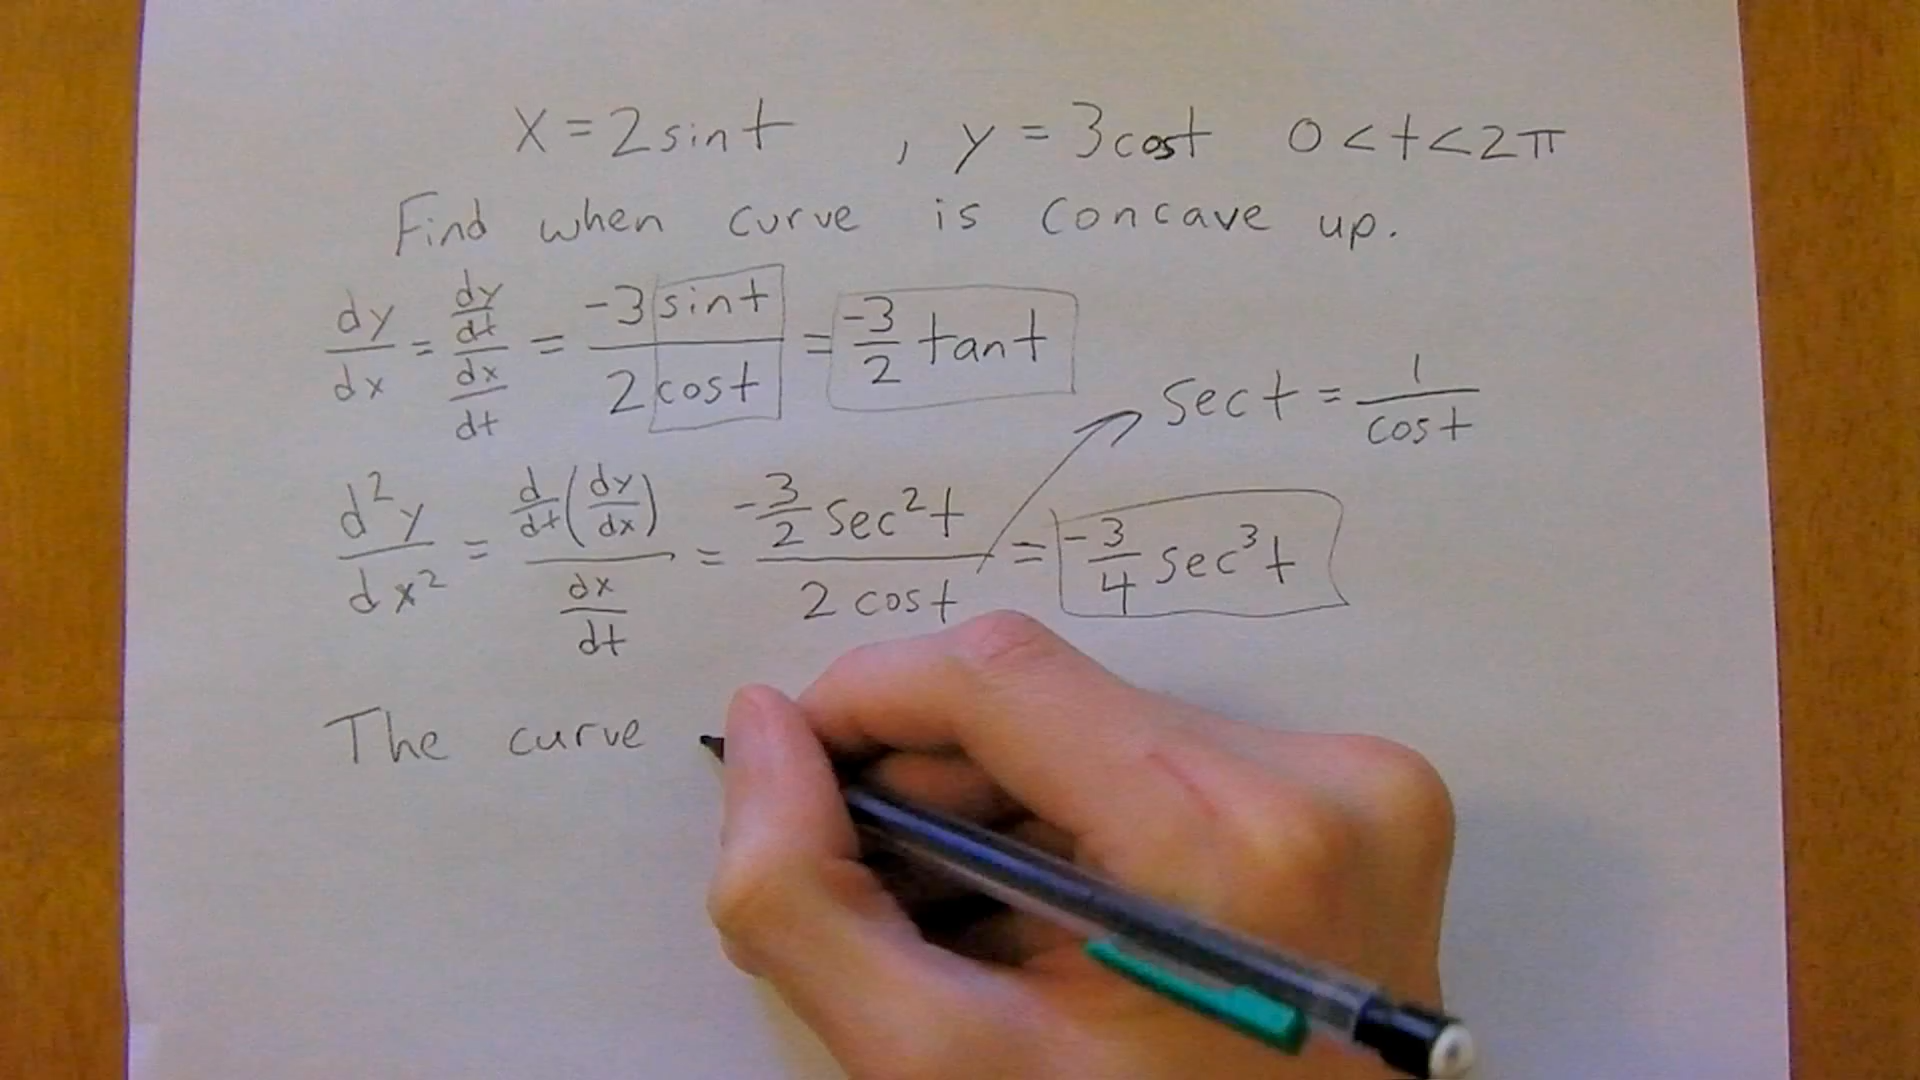 x = 2sint , y = 3cost 0<t<2π
Find when curve is concave up.
dy/dx = (dy/dt)/(dx/dt) = (-3sint)/(2cost) = -3/2 tant
sect = 1/cost
d²y/dx² = (d/dt(dy/dx))/(dx/dt) = (-3/2 sec²t)/(2cost) = -3/4 sec³t
The curve